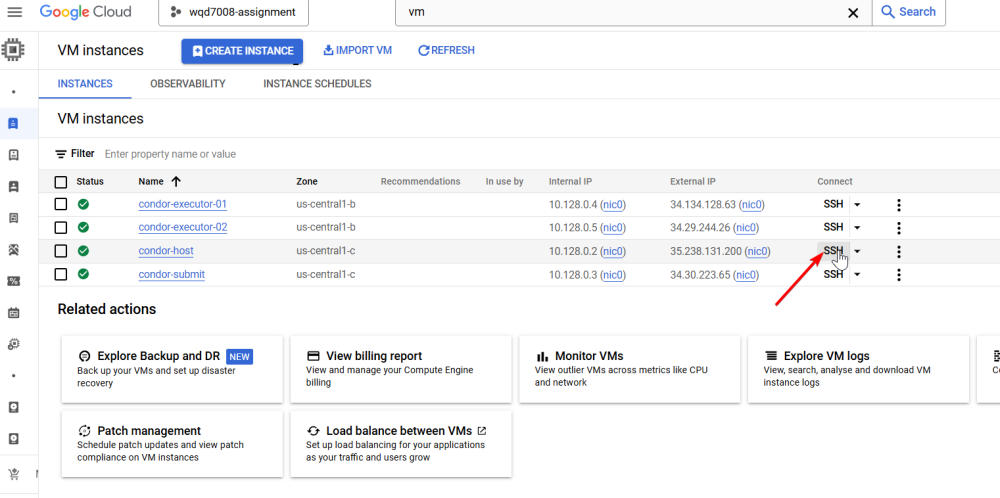 Google Cloud
wqd7008-assignment
vm
Search
VM instances
CREATE INSTANCE
IMPORT VM
REFRESH
INSTANCES
OBSERVABILITY
INSTANCE SCHEDULES
VM instances
Filter Enter property name or value
Status Name Zone Recommendations In use by Internal IP External IP Connect
condor-executor-01 us-central1-b 10.128.0.4 (nic0) 34.134.128.63 (nic0) SSH
condor-executor-02 us-central1-b 10.128.0.5 (nic0) 34.29.244.26 (nic0) SSH
condor-host us-central1-c 10.128.0.2 (nic0) 35.238.131.200 (nic0) SSH
condor-submit us-central1-c 10.128.0.3 (nic0) 34.30.223.65 (nic0) SSH
Related actions
Explore Backup and DR NEW
Back up your VMs and set up disaster
recovery
View billing report
View and manage your Compute Engine
billing
Monitor VMs
View outlier VMs across metrics like CPU
and network
Explore VM logs
View, search, analyse and download VM
instance logs
Patch management
Schedule patch updates and view patch
compliance on VM instances
Load balance between VMs
Set up load balancing for your applications
as your traffic and users grow